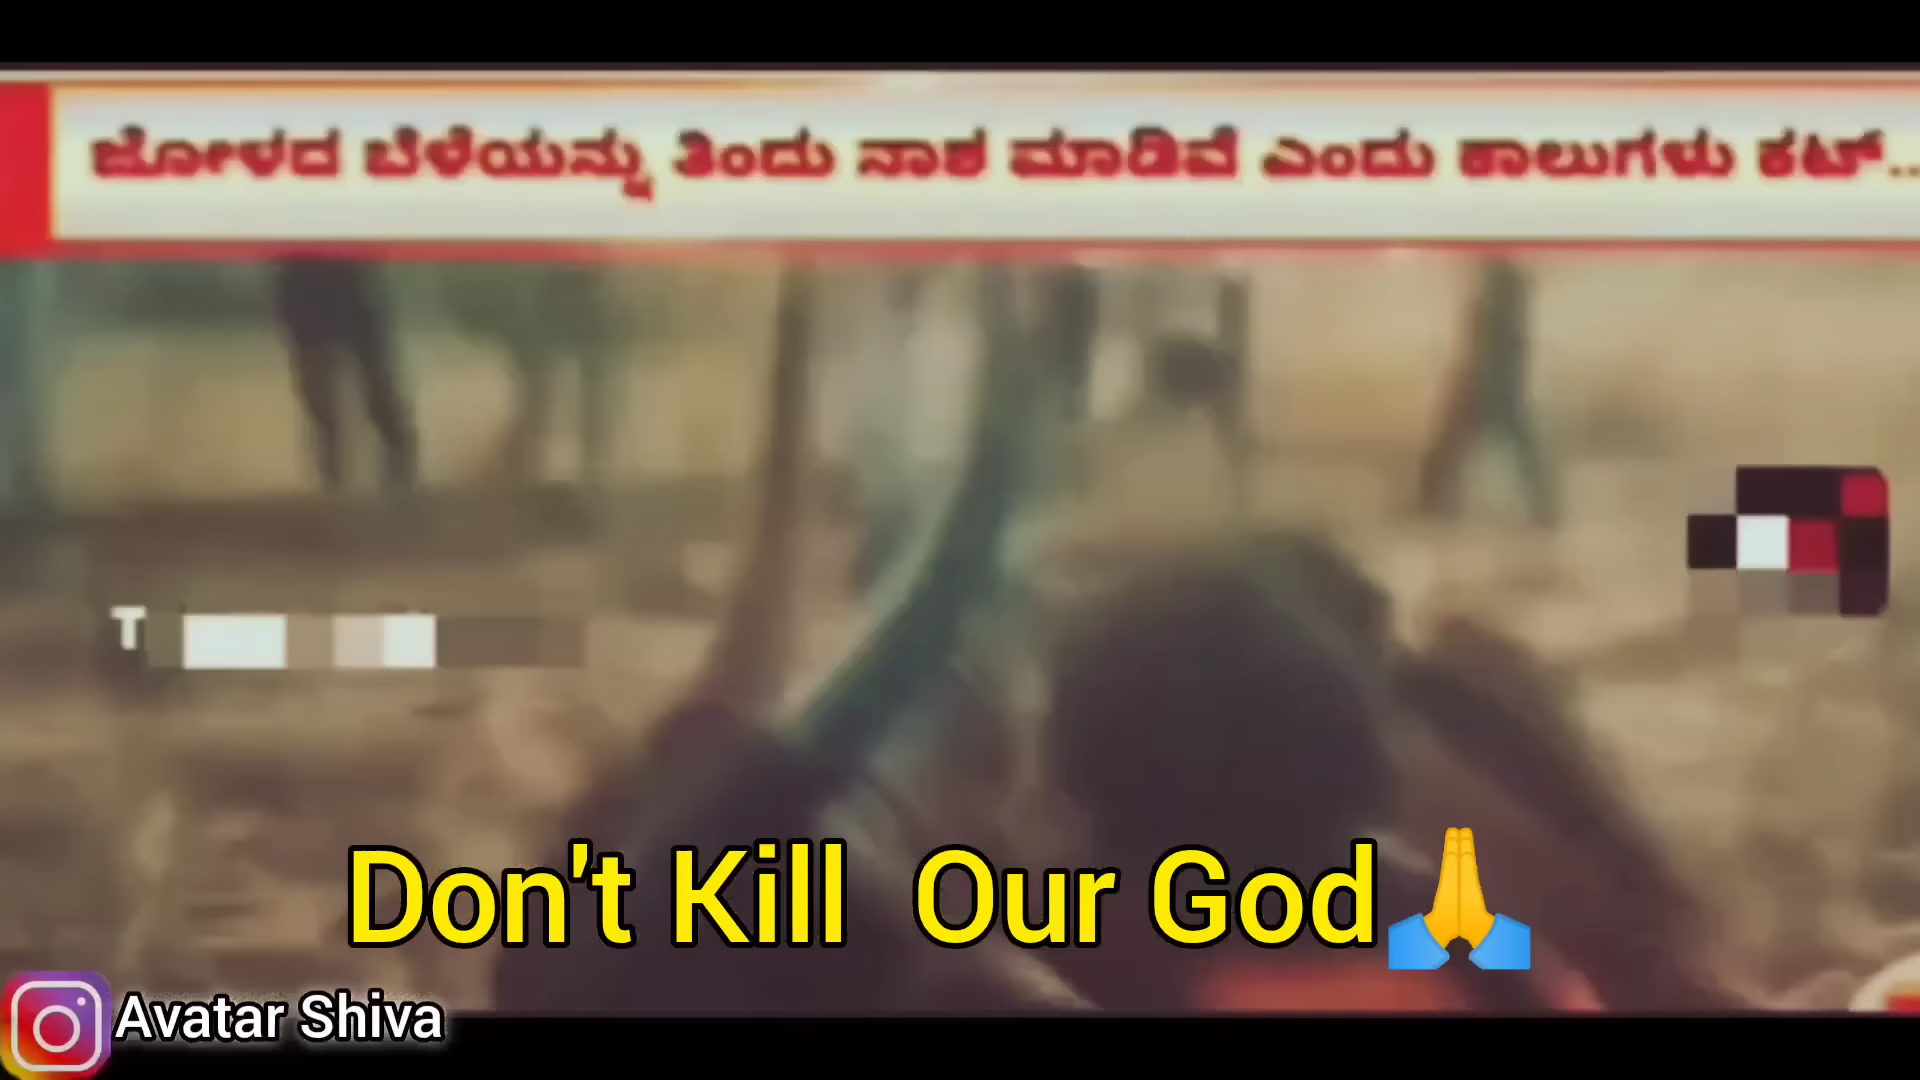 ಜೋಳದ ಬೆಳೆಯನ್ನು ತಿಂದು ನಾಶ ಮಾಡಿವೆ ಎಂದು ಕಾಲುಗಳು ಕಟ್...
T
Don't Kill Our God🙏
Avatar Shiva